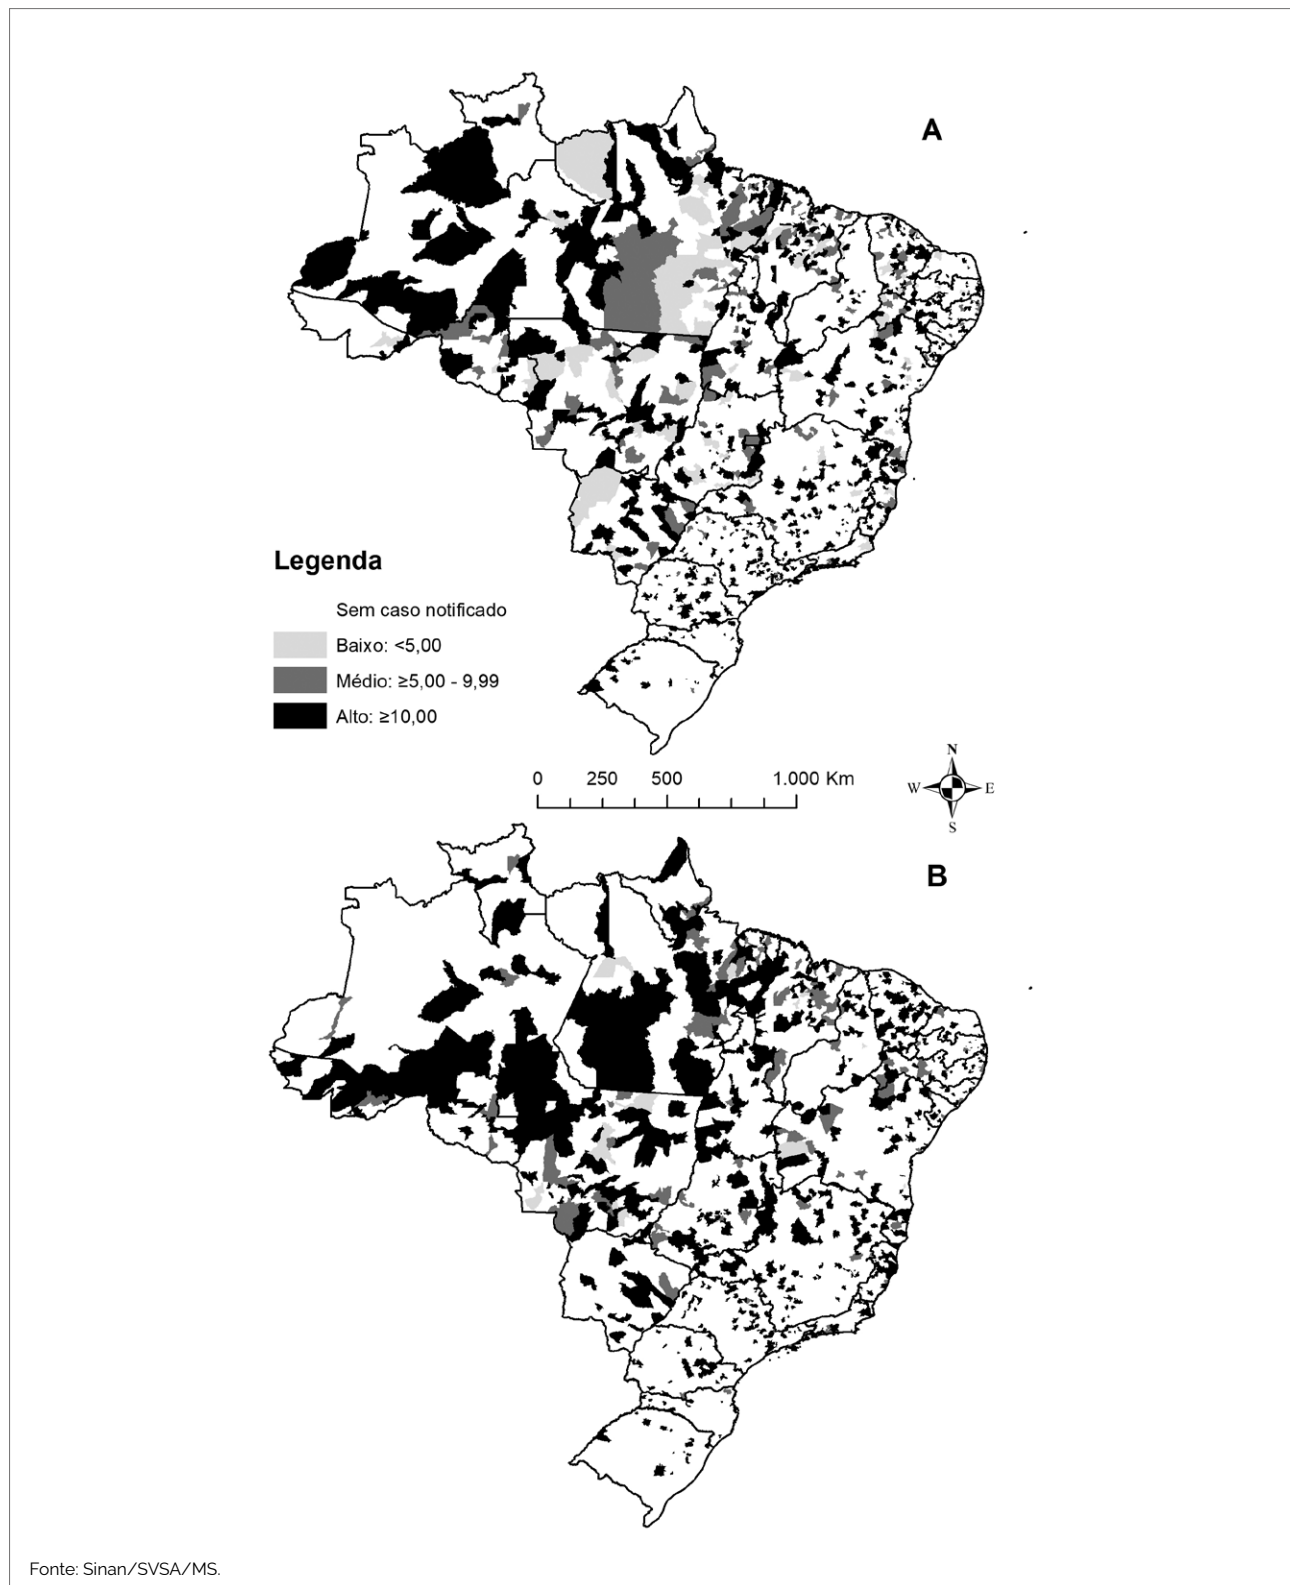 A
Legenda
Sem caso notificado
Baixo: <5,00
Médio: ≥5,00 - 9,99
Alto: ≥10,00
0 250 500 1.000 Km
N
W E
S
B
Fonte: Sinan/SVSA/MS.